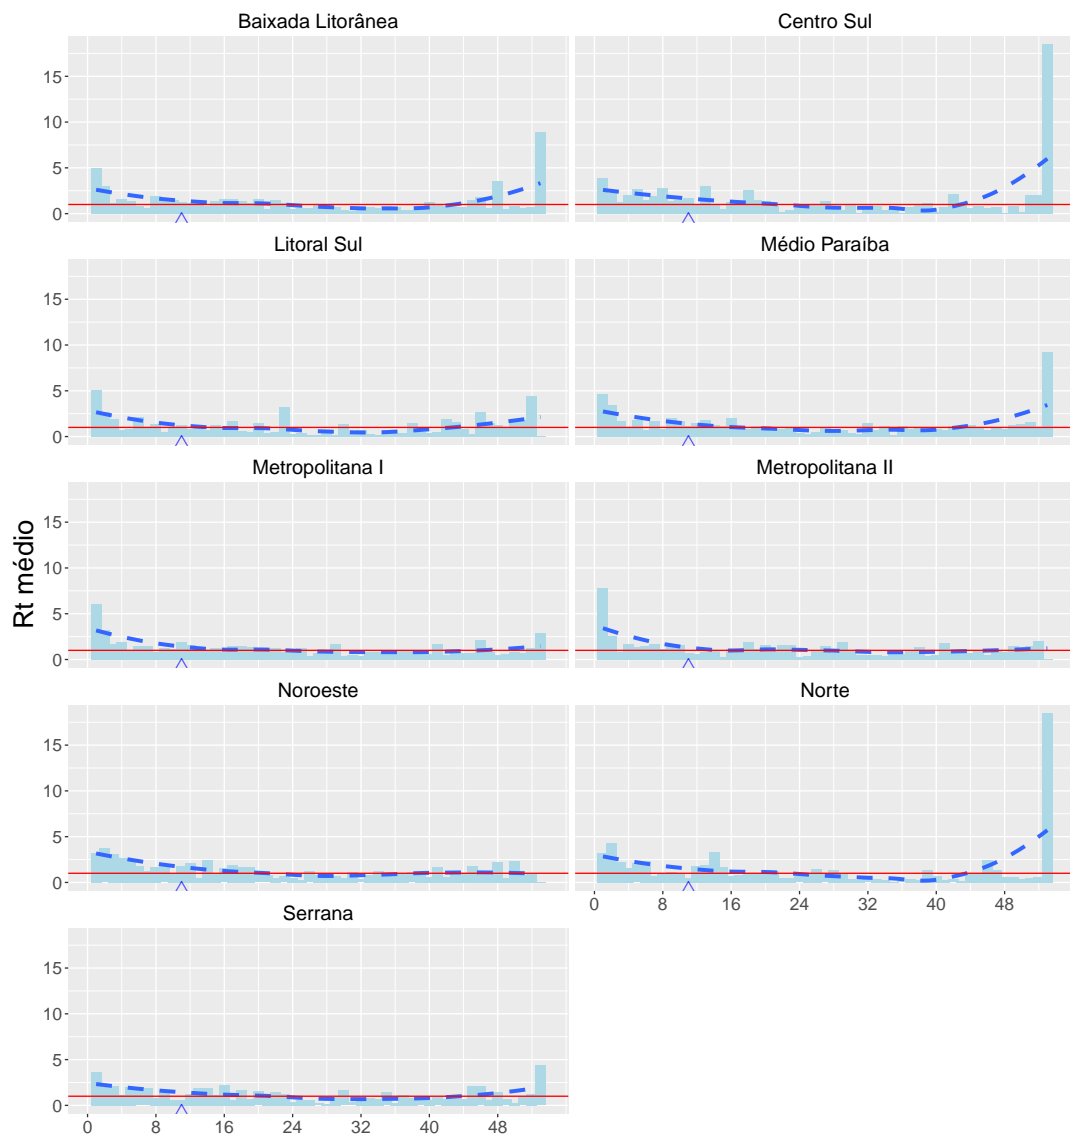 Baixada Litorânea
Centro Sul
15
10
5
0
Litoral Sul
Médio Paraíba
15
10
5
0
Metropolitana I
Metropolitana II
15
10
5
0
Rt médio
Noroeste
Norte
15
10
5
0
0 8 16 24 32 40 48
Serrana
15
10
5
0
0 8 16 24 32 40 48